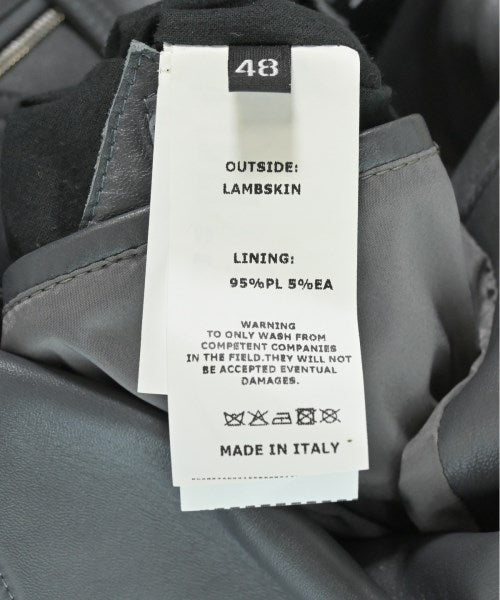 48
OUTSIDE:
LAMBSKIN
LINING:
95%PL 5%EA
WARNING
TO ONLY WASH FROM
COMPETENT COMPANIES
IN THE FIELD.THEY WILL NOT
BE ACCEPTED EVENTUAL
DAMAGES.
MADE IN ITALY